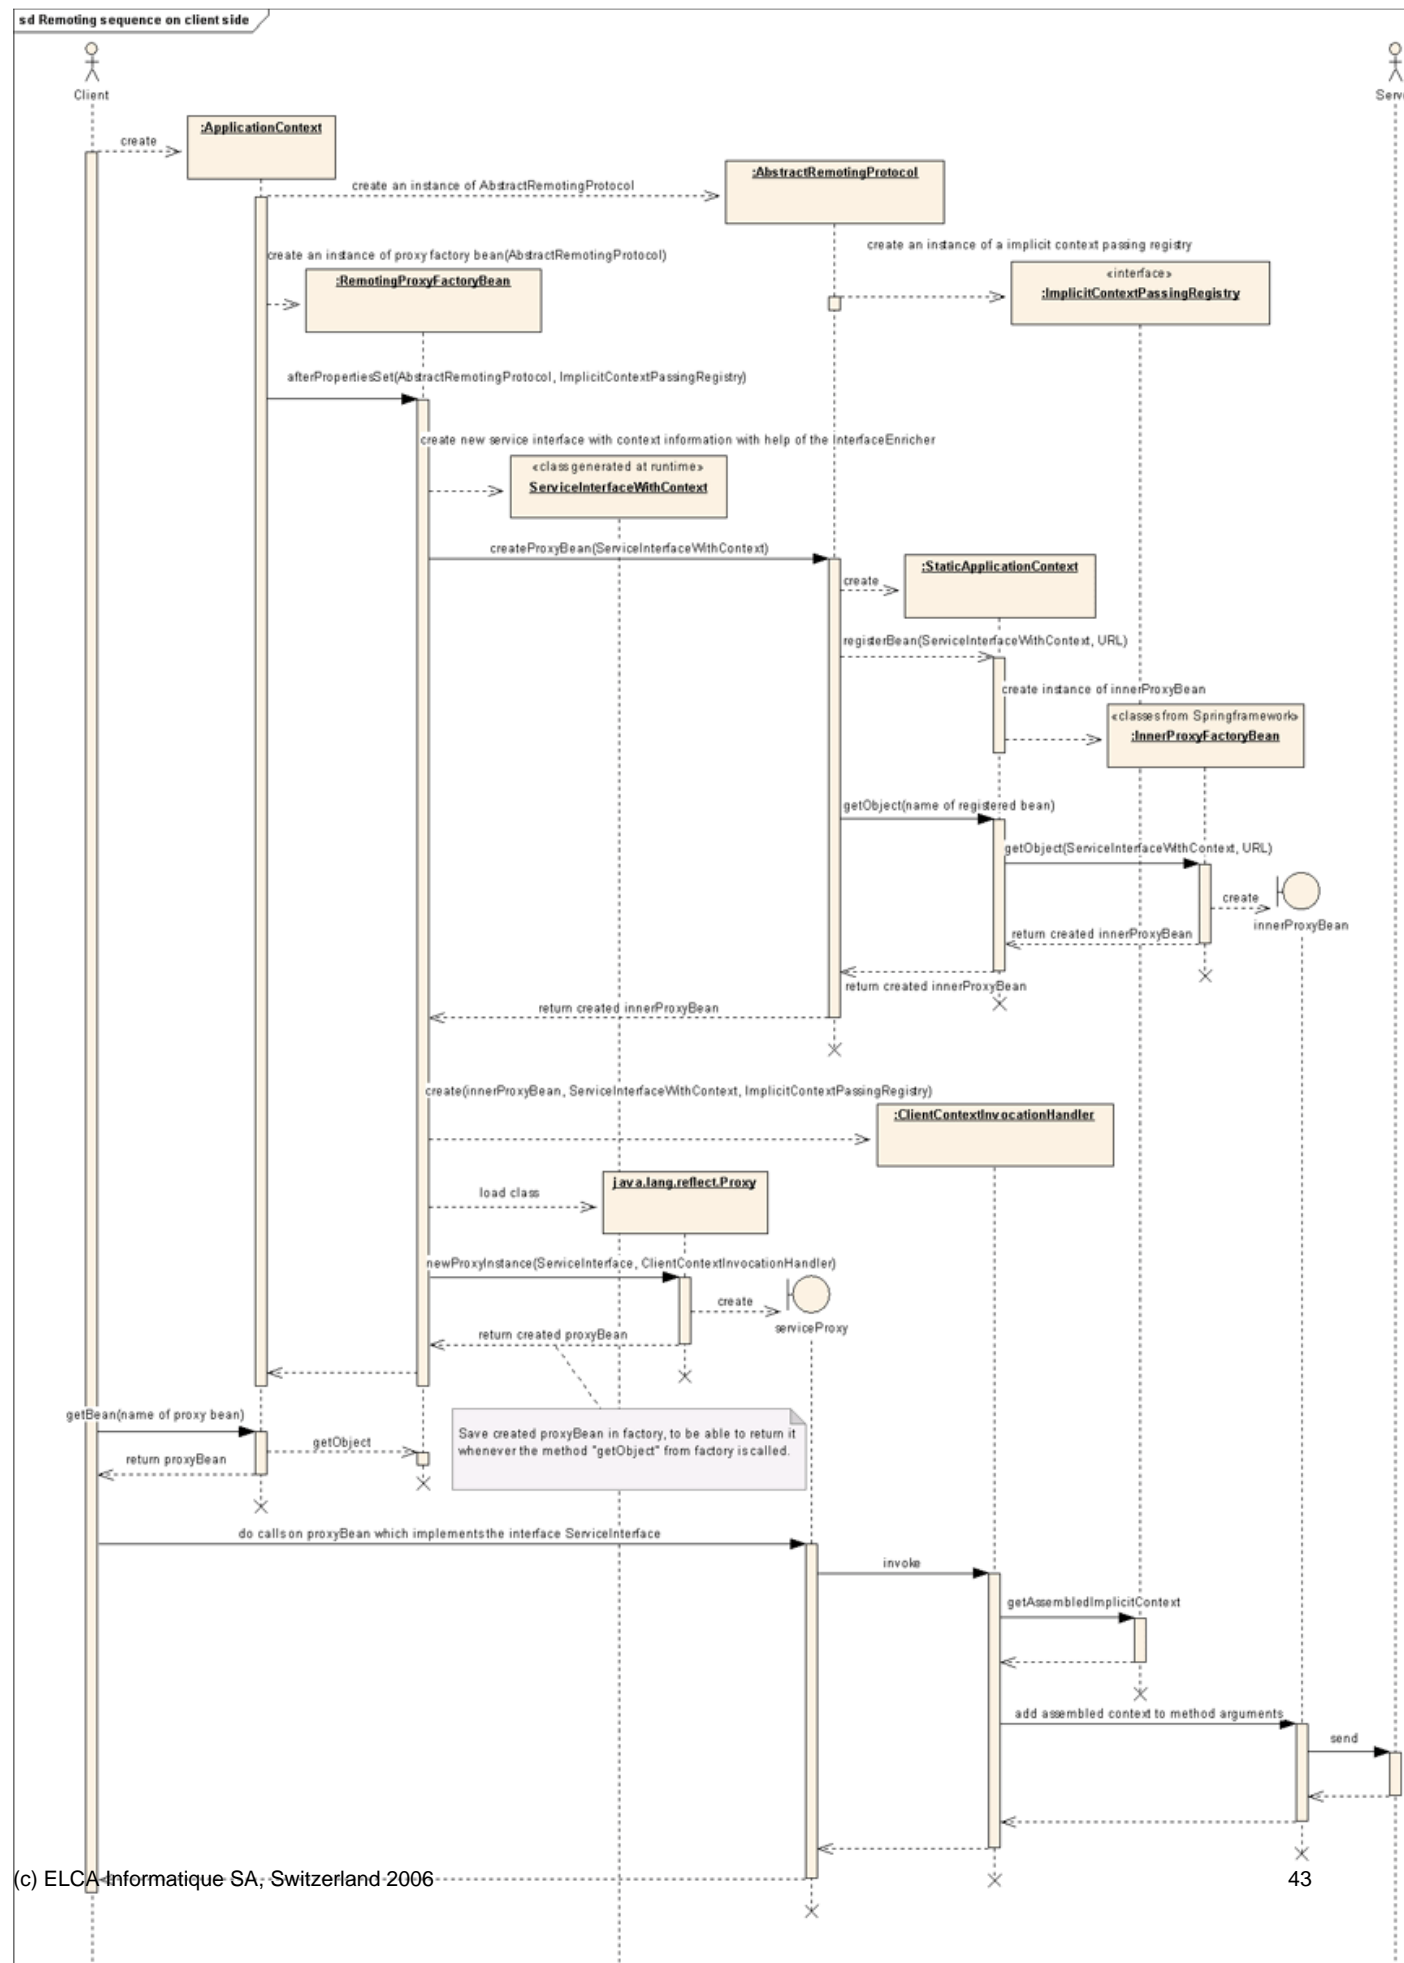 sd Remoting sequence on client side
Client
Serv
:ApplicationContext
create
:AbstractRemotingProtocol
create an instance of AbstractRemotingProtocol
create an instance of a implicit context passing registry
create an instance of proxy factory bean(AbstractRemotingProtocol)
«interface»
:RemotingProxyFactoryBean
:ImplicitContextPassingRegistry
afterPropertiesSet(AbstractRemotingProtocol, ImplicitContextPassingRegistry)
create new service interface with context information with help of the InterfaceEnricher
«class generated at runtime»
ServiceInterfaceWithContext
createProxyBean(ServiceInterfaceWithContext)
:StaticApplicationContext
create
registerBean(ServiceInterfaceWithContext, URL)
create instance of innerProxyBean
«classes from Springframework»
:InnerProxyFactoryBean
getObject(name of registered bean)
getObject(ServiceInterfaceWithContext, URL)
create
innerProxyBean
return created innerProxyBean
return created innerProxyBean
return created innerProxyBean
create(innerProxyBean, ServiceInterfaceWithContext, ImplicitContextPassingRegistry)
:ClientContextInvocationHandler
java.lang.reflect.Proxy
load class
newProxyInstance(ServiceInterface, ClientContextInvocationHandler)
create
serviceProxy
return created proxyBean
getBean(name of proxy bean)
Save created proxyBean in factory, to be able to return it
whenever the method "getObject" from factory is called.
getObject
return proxyBean
do calls on proxyBean which implements the interface ServiceInterface
invoke
getAssembledImplicitContext
add assembled context to method arguments
send
(c) ELCA Informatique SA, Switzerland 2006
43